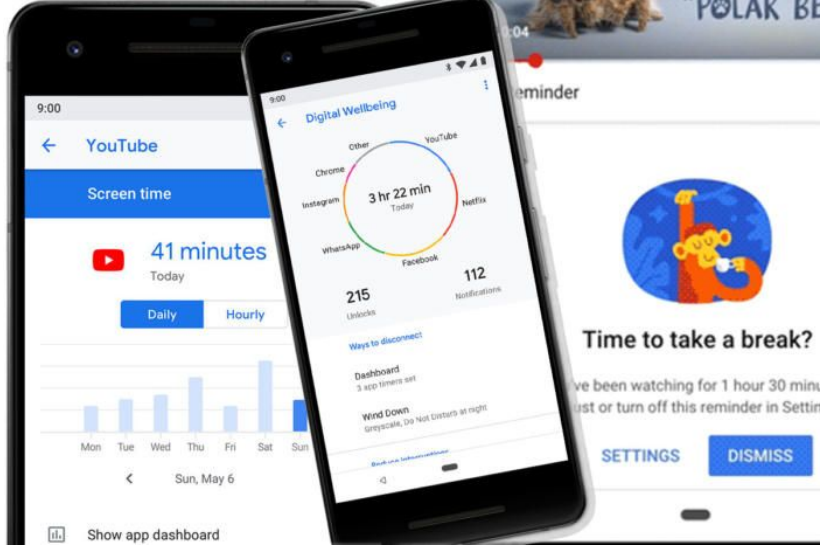 9:00
YouTube
Screen time
41 minutes
Today
Daily
Hourly
Mon Tue Wed Thu Fri Sat Sun
Sun, May 6
Show app dashboard
9:00
Digital Wellbeing
Other
YouTube
Chrome
Instagram
Netflix
WhatsApp
Facebook
3 hr 22 min
Today
215
Unlocks
112
Notifications
Ways to disconnect
Dashboard
3 app timers set
Wind Down
Greyscale, Do Not Disturb at night
"POLAR BE
:04
eminder
Time to take a break?
've been watching for 1 hour 30 minu
ust or turn off this reminder in Settin
SETTINGS
DISMISS